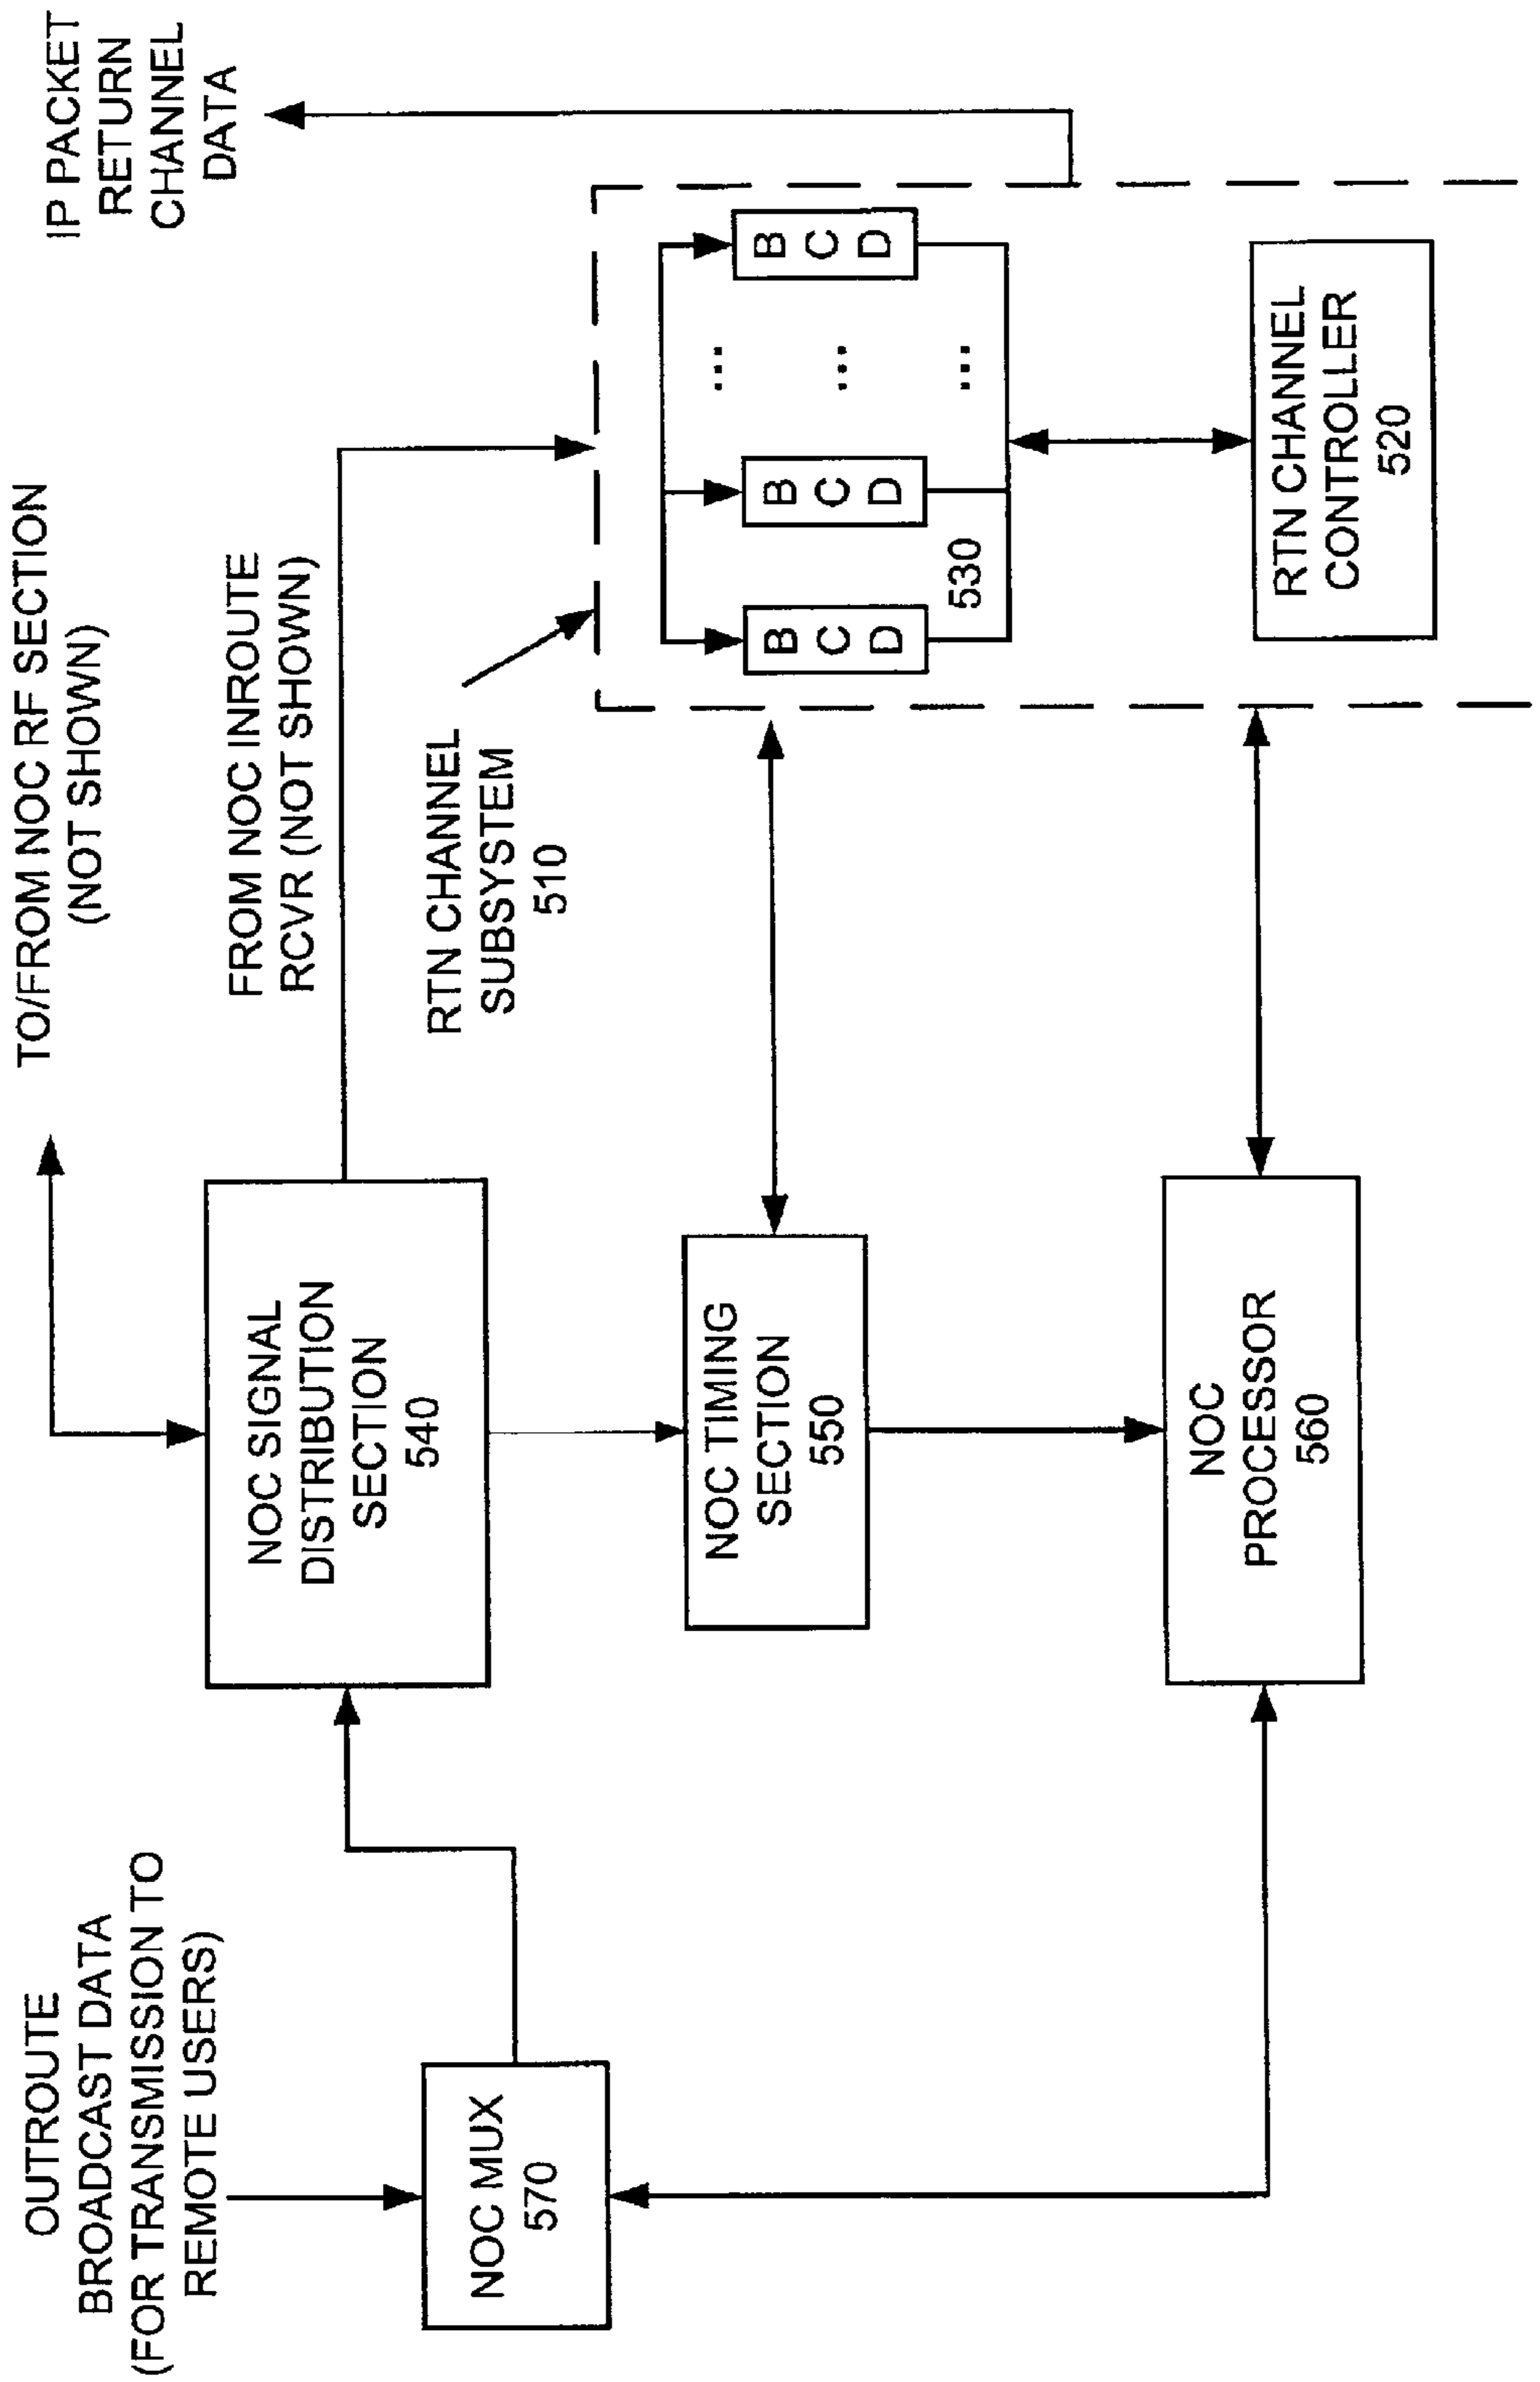 OUTROUTE
BROADCAST DATA
(FOR TRANSMISSION TO
REMOTE USERS)
TO/FROM NOC RF SECTION
(NOT SHOWN)
IP PACKET
RETURN
CHANNEL
DATA
FROM NOC INROUTE
RCVR (NOT SHOWN)
NOC SIGNAL
DISTRIBUTION
SECTION
540
RTN CHANNEL
SUBSYSTEM
510
NOC MUX
570
NOC TIMING
SECTION
550
B
C
D
B
C
D
...
...
...
B
C
D
530
NOC
PROCESSOR
560
RTN CHANNEL
CONTROLLER
520